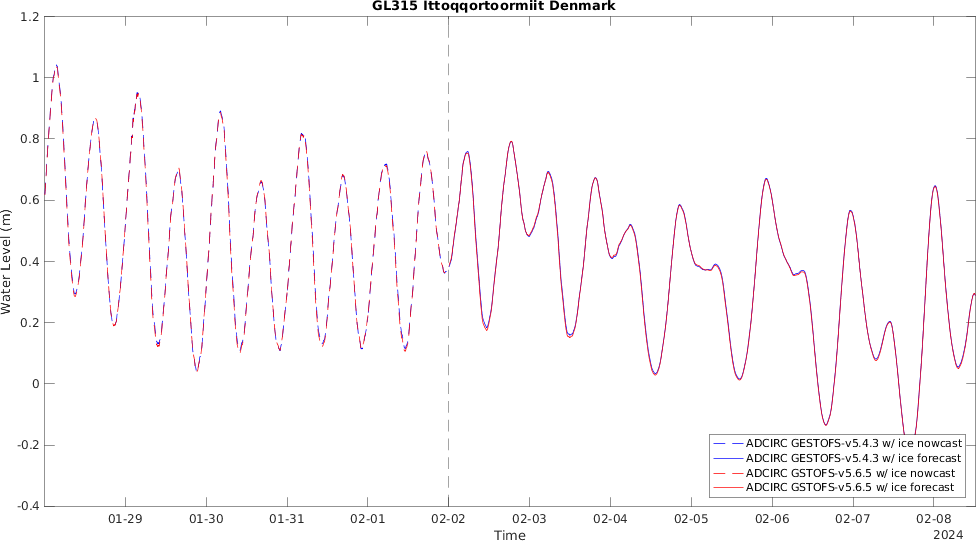 GL315 Ittoqqortoormiit Denmark
1.2
1
0.8
0.6
0.4
0.2
0
-0.2
-0.4
Water Level (m)
ADCIRC GESTOFS-v5.4.3 w/ ice nowcast
ADCIRC GESTOFS-v5.4.3 w/ ice forecast
ADCIRC GSTOFS-v5.6.5 w/ ice nowcast
ADCIRC GSTOFS-v5.6.5 w/ ice forecast
01-29 01-30 01-31 02-01 02-02 02-03 02-04 02-05 02-06 02-07 02-08
Time
2024